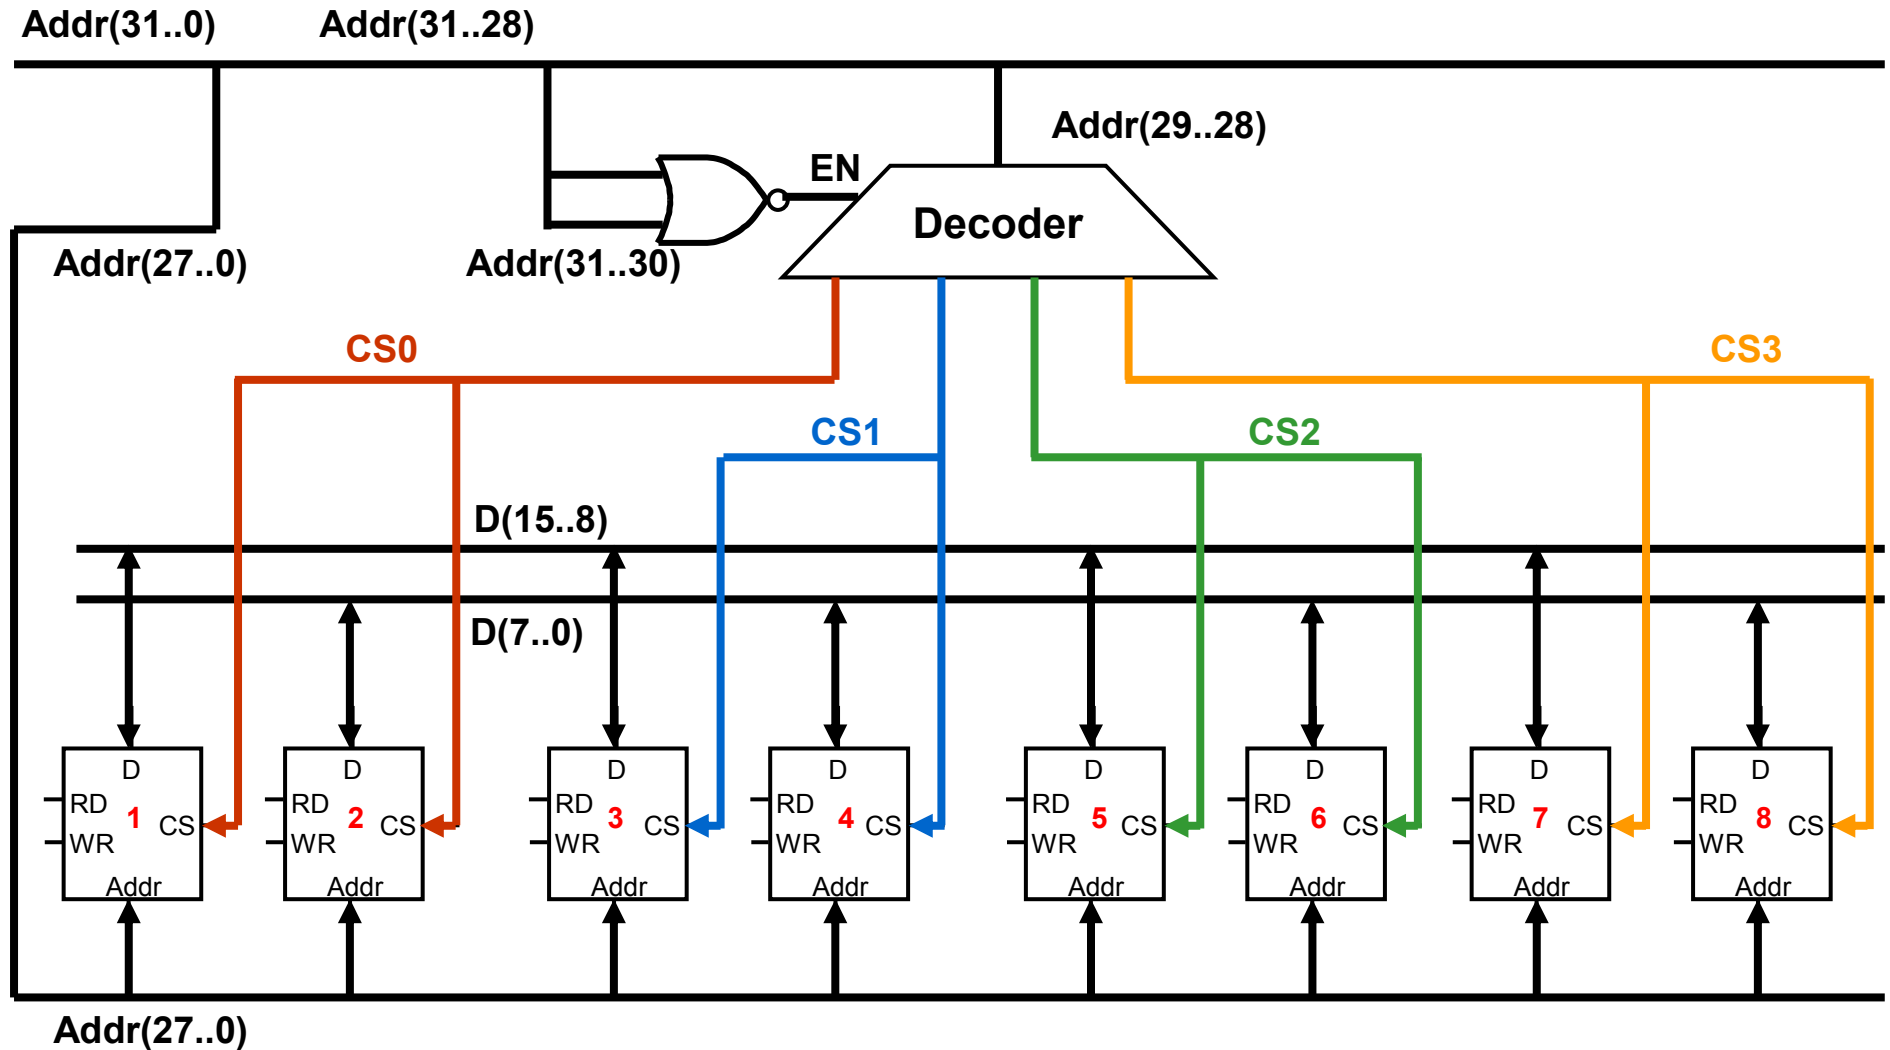 Addr(31..0)
Addr(31..28)
Addr(29..28)
EN
Decoder
Addr(27..0)
Addr(31..30)
CS0
CS3
CS1
CS2
D(15..8)
D(7..0)
D
RD
1
CS
WR
Addr
D
RD
2
CS
WR
Addr
D
RD
3
CS
WR
Addr
D
RD
4
CS
WR
Addr
D
RD
5
CS
WR
Addr
D
RD
6
CS
WR
Addr
D
RD
7
CS
WR
Addr
D
RD
8
CS
WR
Addr
Addr(27..0)